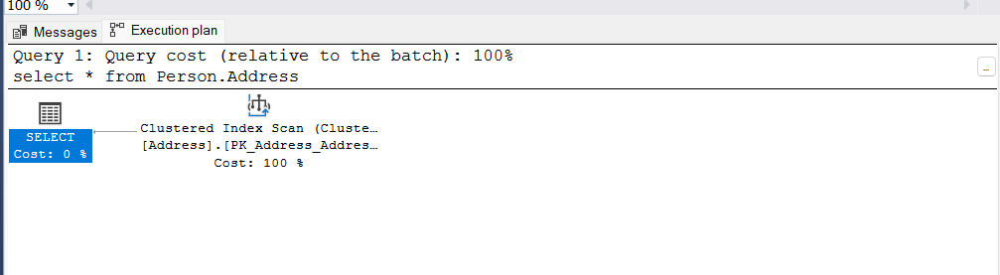 100 %
Messages Execution plan
Query 1: Query cost (relative to the batch): 100%
select * from Person.Address
...
SELECT
Cost: 0 %
Clustered Index Scan (Cluste…
[Address].[PK_Address_Addres…
Cost: 100 %